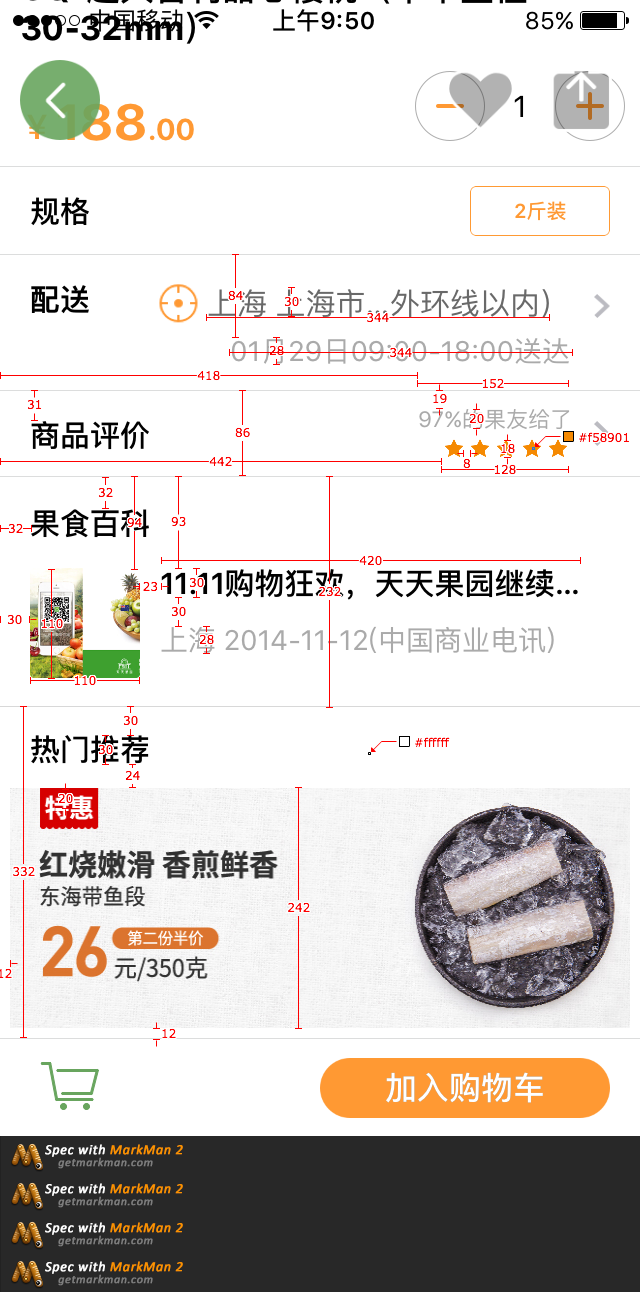 中国移动 上午9:50 85%
30-32mm)
¥188.00 1
规格 2斤装
配送 上海 上海市...外环线以内)
84 30 344
01月29日09:00-18:00送达
28 344
418 152
31 19
97%的果友给了
商品评价 86 20 #f58901
18
442 8 128
32
果食百科 94 93
32
420
11.11购物狂欢，天天果园继续...
23 30 232
30 110 30
上海 2014-11-12(中国商业电讯)
28
110
30
热门推荐 #ffffff
30
24
20
特惠
红烧嫩滑 香煎鲜香
332
东海带鱼段
242
26 第二份半价
元/350克
12
12
加入购物车
Spec with MarkMan 2
getmarkman.com
Spec with MarkMan 2
getmarkman.com
Spec with MarkMan 2
getmarkman.com
Spec with MarkMan 2
getmarkman.com